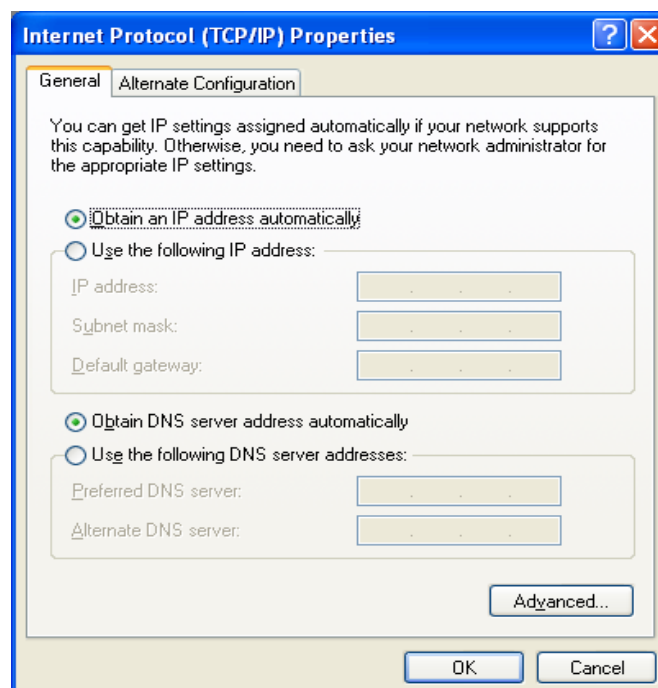 Internet Protocol (TCP/IP) Properties
General
Alternate Configuration
You can get IP settings assigned automatically if your network supports
this capability. Otherwise, you need to ask your network administrator for
the appropriate IP settings.
Obtain an IP address automatically
Use the following IP address:
IP address:
Subnet mask:
Default gateway:
Obtain DNS server address automatically
Use the following DNS server addresses:
Preferred DNS server:
Alternate DNS server:
Advanced...
OK
Cancel